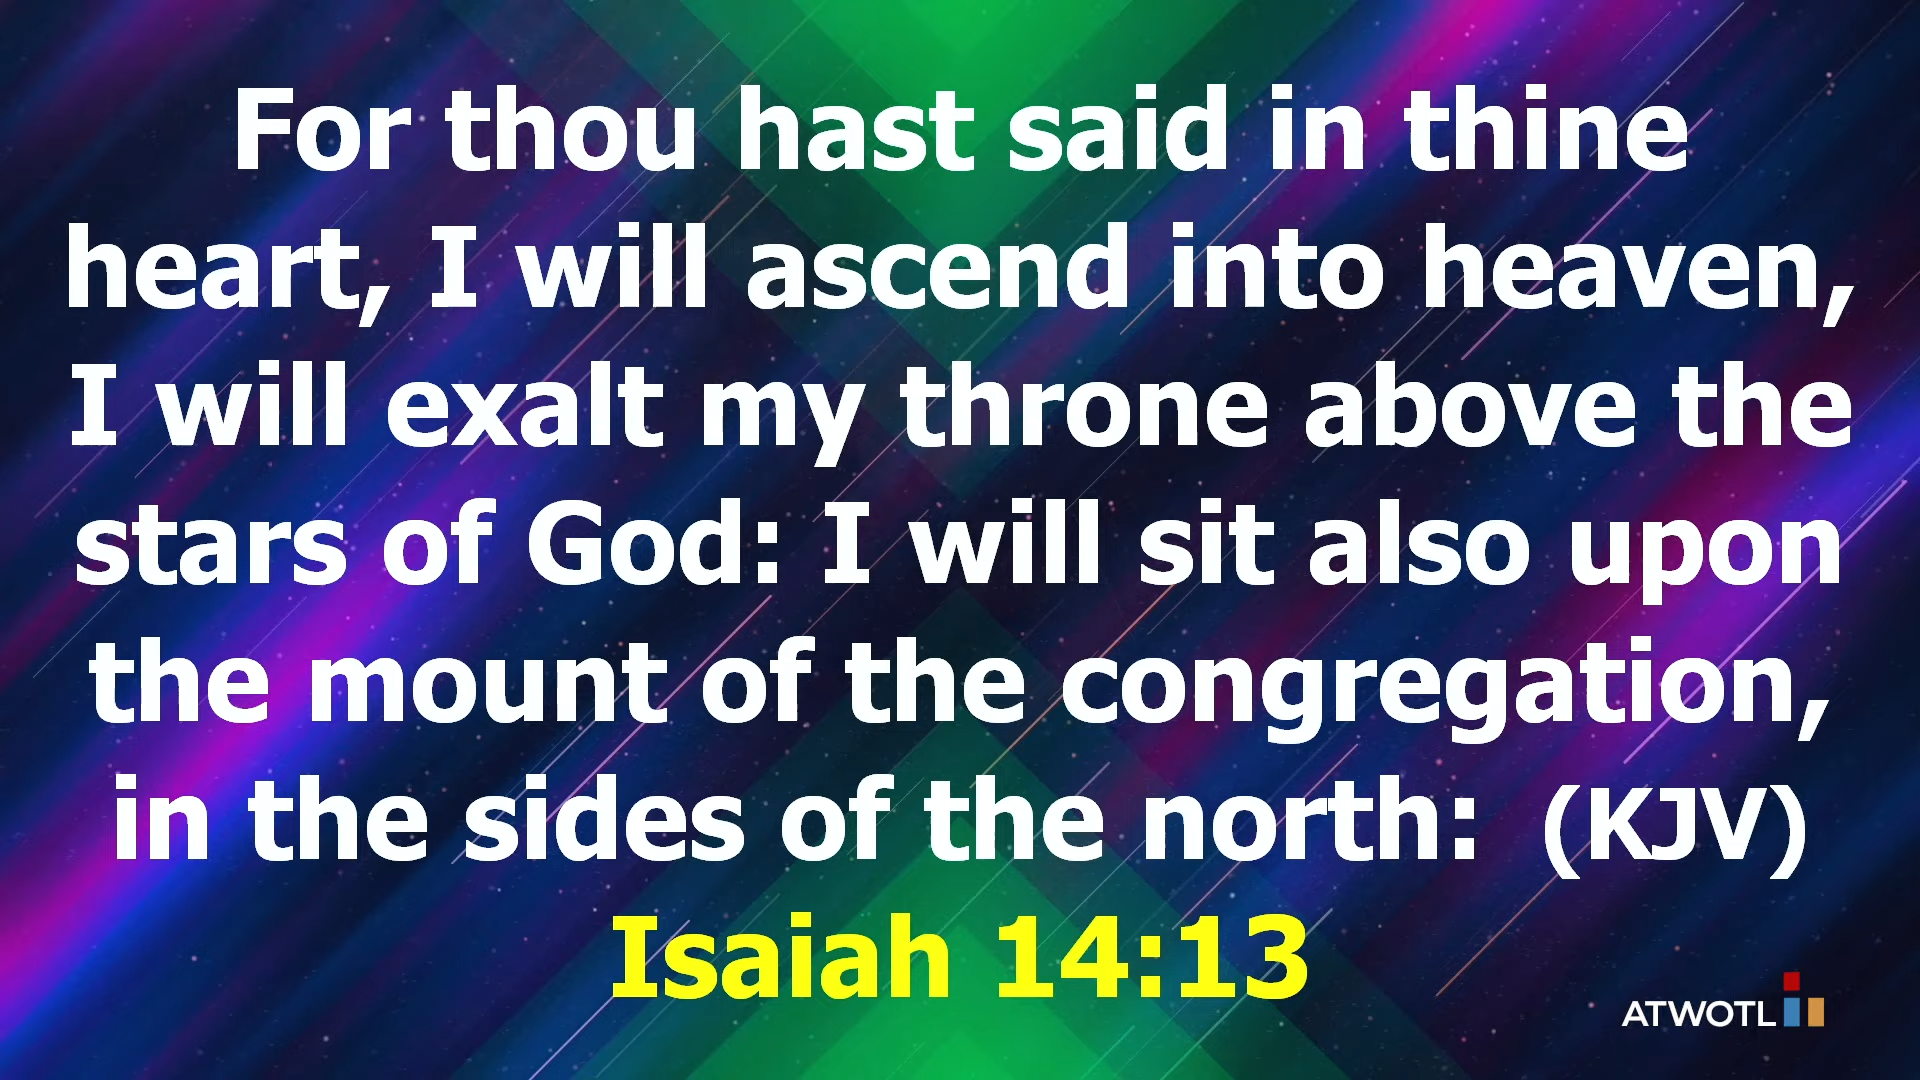 For thou hast said in thine
heart, I will ascend into heaven,
I will exalt my throne above the
stars of God: I will sit also upon
the mount of the congregation,
in the sides of the north:  (KJV)
Isaiah 14:13
ATWOTL